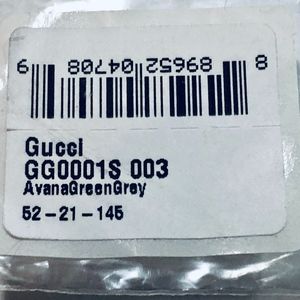 8 89652 04708 9
Gucci
GG0001S 003
AvanaGreenGrey
52-21-145